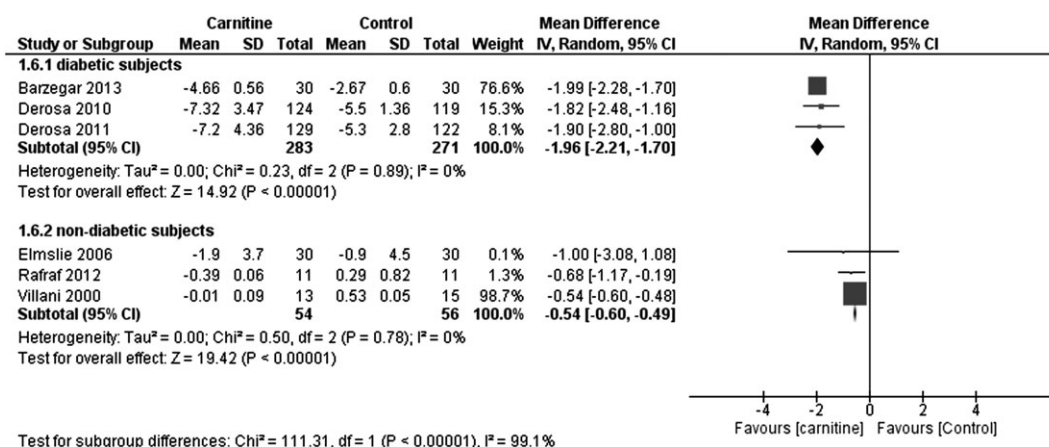 Carnitine Control Mean Difference Mean Difference
Study or Subgroup Mean SD Total Mean SD Total Weight IV, Random, 95% CI IV, Random, 95% CI
1.6.1 diabetic subjects
Barzegar 2013 -4.66 0.56 30 -2.67 0.6 30 76.6% -1.99 [-2.28, -1.70]
Derosa 2010 -7.32 3.47 124 -5.5 1.36 119 15.3% -1.82 [-2.48, -1.16]
Derosa 2011 -7.2 4.36 129 -5.3 2.8 122 8.1% -1.90 [-2.80, -1.00]
Subtotal (95% CI) 283 271 100.0% -1.96 [-2.21, -1.70]
Heterogeneity: Tau² = 0.00; Chi² = 0.23, df = 2 (P = 0.89); I² = 0%
Test for overall effect: Z = 14.92 (P < 0.00001)
1.6.2 non-diabetic subjects
Elmslie 2006 -1.9 3.7 30 -0.9 4.5 30 0.1% -1.00 [-3.08, 1.08]
Rafraf 2012 -0.39 0.06 11 0.29 0.82 11 1.3% -0.68 [-1.17, -0.19]
Villani 2000 -0.01 0.09 13 0.53 0.05 15 98.7% -0.54 [-0.60, -0.48]
Subtotal (95% CI) 54 56 100.0% -0.54 [-0.60, -0.49]
Heterogeneity: Tau² = 0.00; Chi² = 0.50, df = 2 (P = 0.78); I² = 0%
Test for overall effect: Z = 19.42 (P < 0.00001)
-4 -2 0 2 4
Favours [carnitine] Favours [Control]
Test for subgroup differences: Chi² = 111.31, df = 1 (P < 0.00001), I² = 99.1%